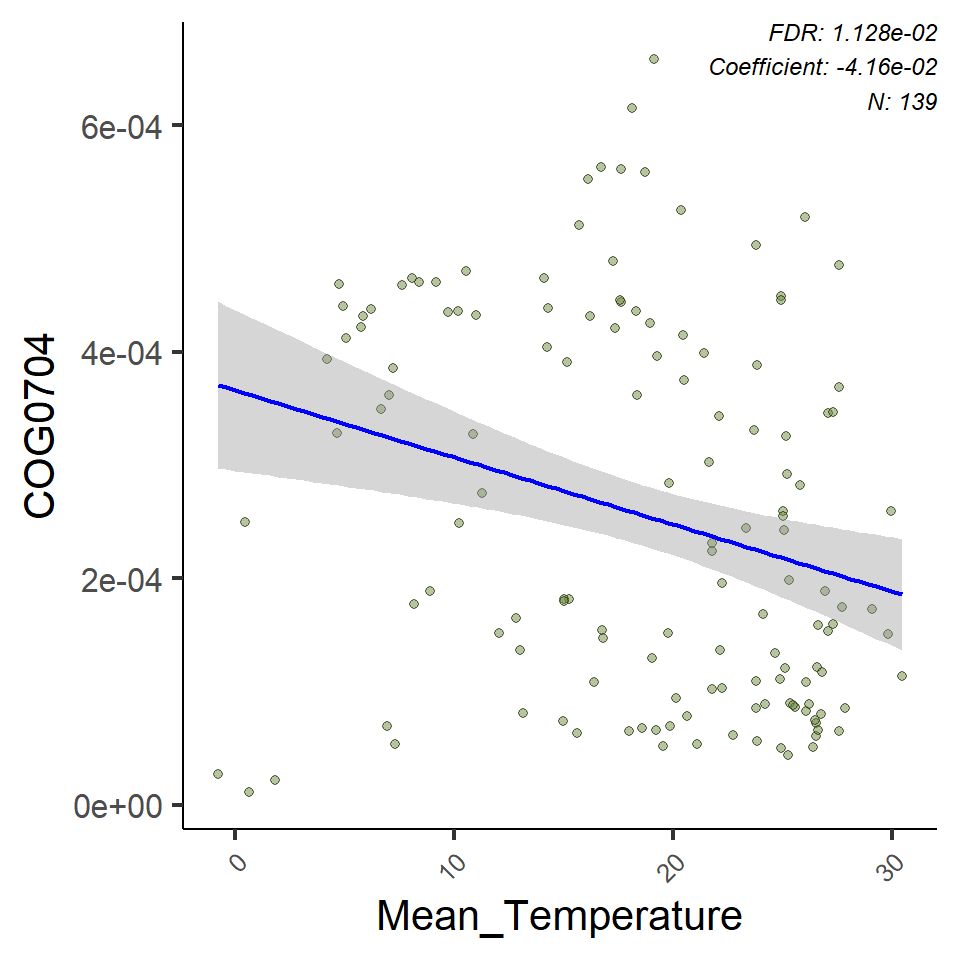 FDR: 1.128e-02
Coefficient: -4.16e-02
N: 139
6e-04
4e-04
2e-04
0e+00
COG0704
0
10
20
30
Mean_Temperature